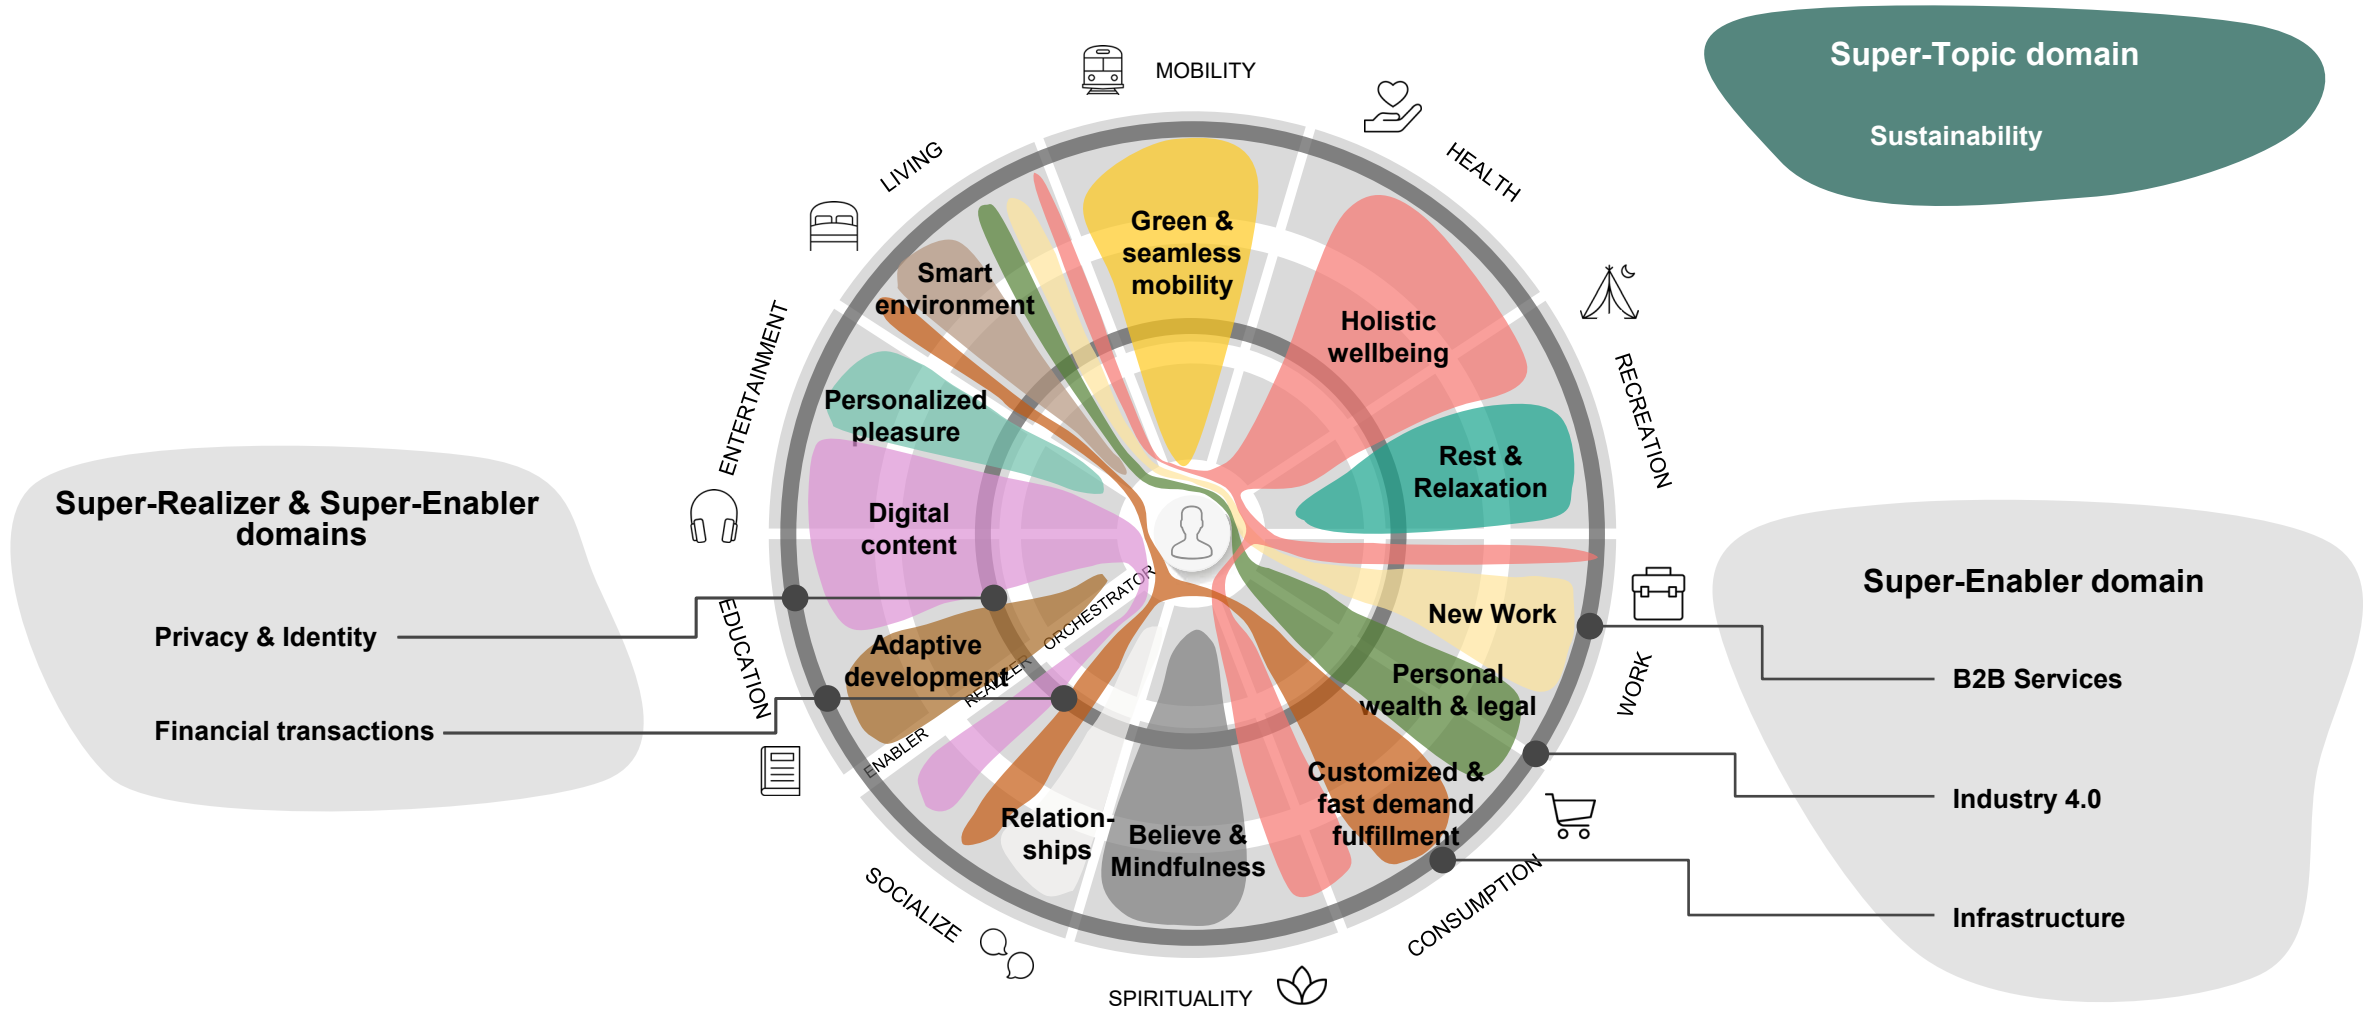 MOBILITY
HEALTH
RECREATION
WORK
CONSUMPTION
SPIRITUALITY
SOCIALIZE
EDUCATION
ENTERTAINMENT
LIVING
Super-Topic domain
Sustainability
Green &
seamless
mobility
Holistic
wellbeing
Rest &
Relaxation
New Work
Personal
wealth & legal
Customized &
fast demand
fulfillment
Believe &
Mindfulness
Relation-
ships
Adaptive
development
Digital
content
Personalized
pleasure
Smart
environment
ORCHESTRATOR
REALIZER
ENABLER
Super-Realizer & Super-Enabler
domains
Privacy & Identity
Financial transactions
Super-Enabler domain
B2B Services
Industry 4.0
Infrastructure